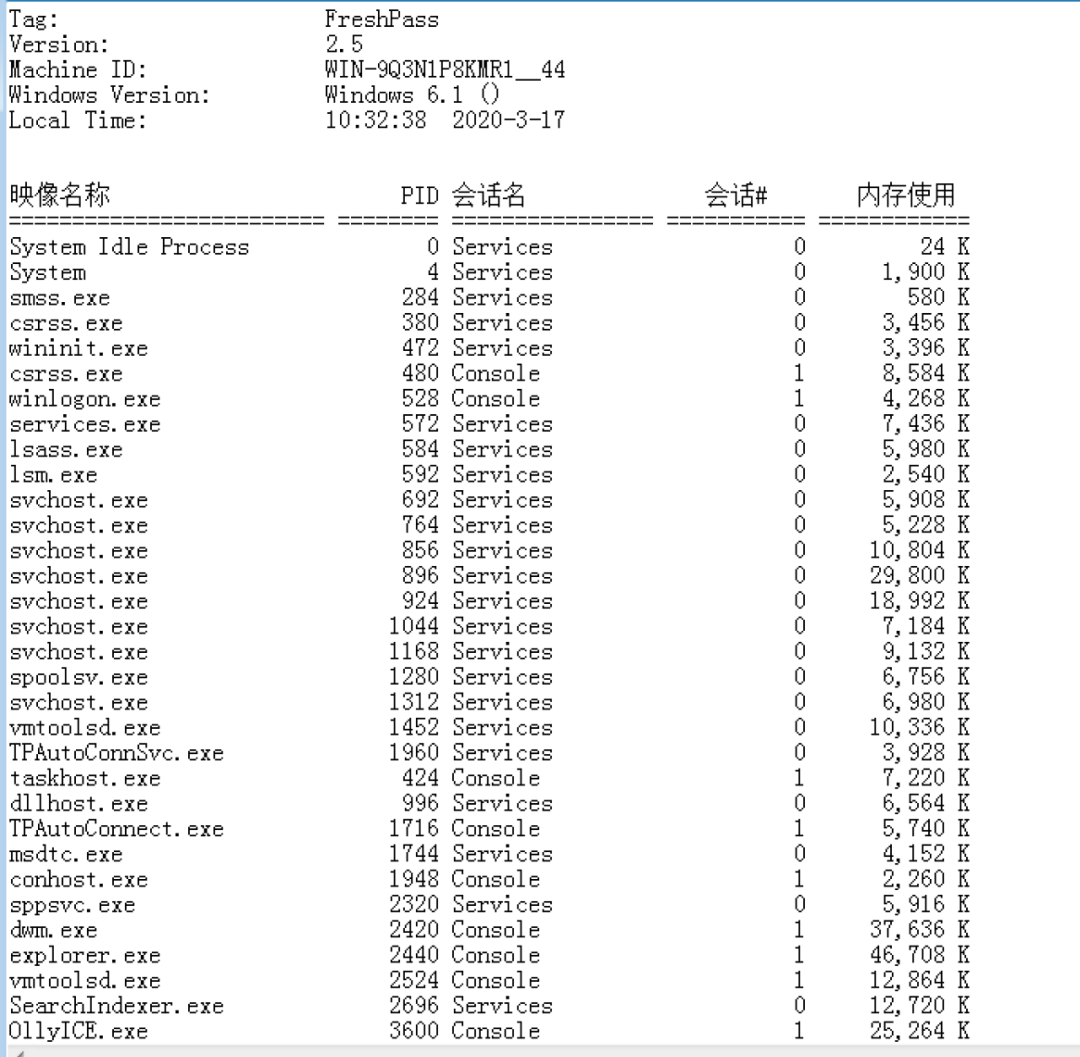 Tag: FreshPass
Version: 2.5
Machine ID: WIN-9Q3N1P8KMR1__44
Windows Version: Windows 6.1 ()
Local Time: 10:32:38 2020-3-17
映像名称 PID 会话名 会话# 内存使用
========================= ======== ================ =========== ============
System Idle Process 0 Services 0 24 K
System 4 Services 0 1,900 K
smss.exe 284 Services 0 580 K
csrss.exe 380 Services 0 3,456 K
wininit.exe 472 Services 0 3,396 K
csrss.exe 480 Console 1 8,584 K
winlogon.exe 528 Console 1 4,268 K
services.exe 572 Services 0 7,436 K
lsass.exe 584 Services 0 5,980 K
lsm.exe 592 Services 0 2,540 K
svchost.exe 692 Services 0 5,908 K
svchost.exe 764 Services 0 5,228 K
svchost.exe 856 Services 0 10,804 K
svchost.exe 896 Services 0 29,800 K
svchost.exe 924 Services 0 18,992 K
svchost.exe 1044 Services 0 7,184 K
svchost.exe 1168 Services 0 9,132 K
spoolsv.exe 1280 Services 0 6,756 K
svchost.exe 1312 Services 0 6,980 K
vmtoolsd.exe 1452 Services 0 10,336 K
TPAutoConnSvc.exe 1960 Services 0 3,928 K
taskhost.exe 424 Console 1 7,220 K
dllhost.exe 996 Services 0 6,564 K
TPAutoConnect.exe 1716 Console 1 5,740 K
msdtc.exe 1744 Services 0 4,152 K
conhost.exe 1948 Console 1 2,260 K
sppsvc.exe 2320 Services 0 5,916 K
dwm.exe 2420 Console 1 37,636 K
explorer.exe 2440 Console 1 46,708 K
vmtoolsd.exe 2524 Console 1 12,864 K
SearchIndexer.exe 2696 Services 0 12,720 K
OllyICE.exe 3600 Console 1 25,264 K